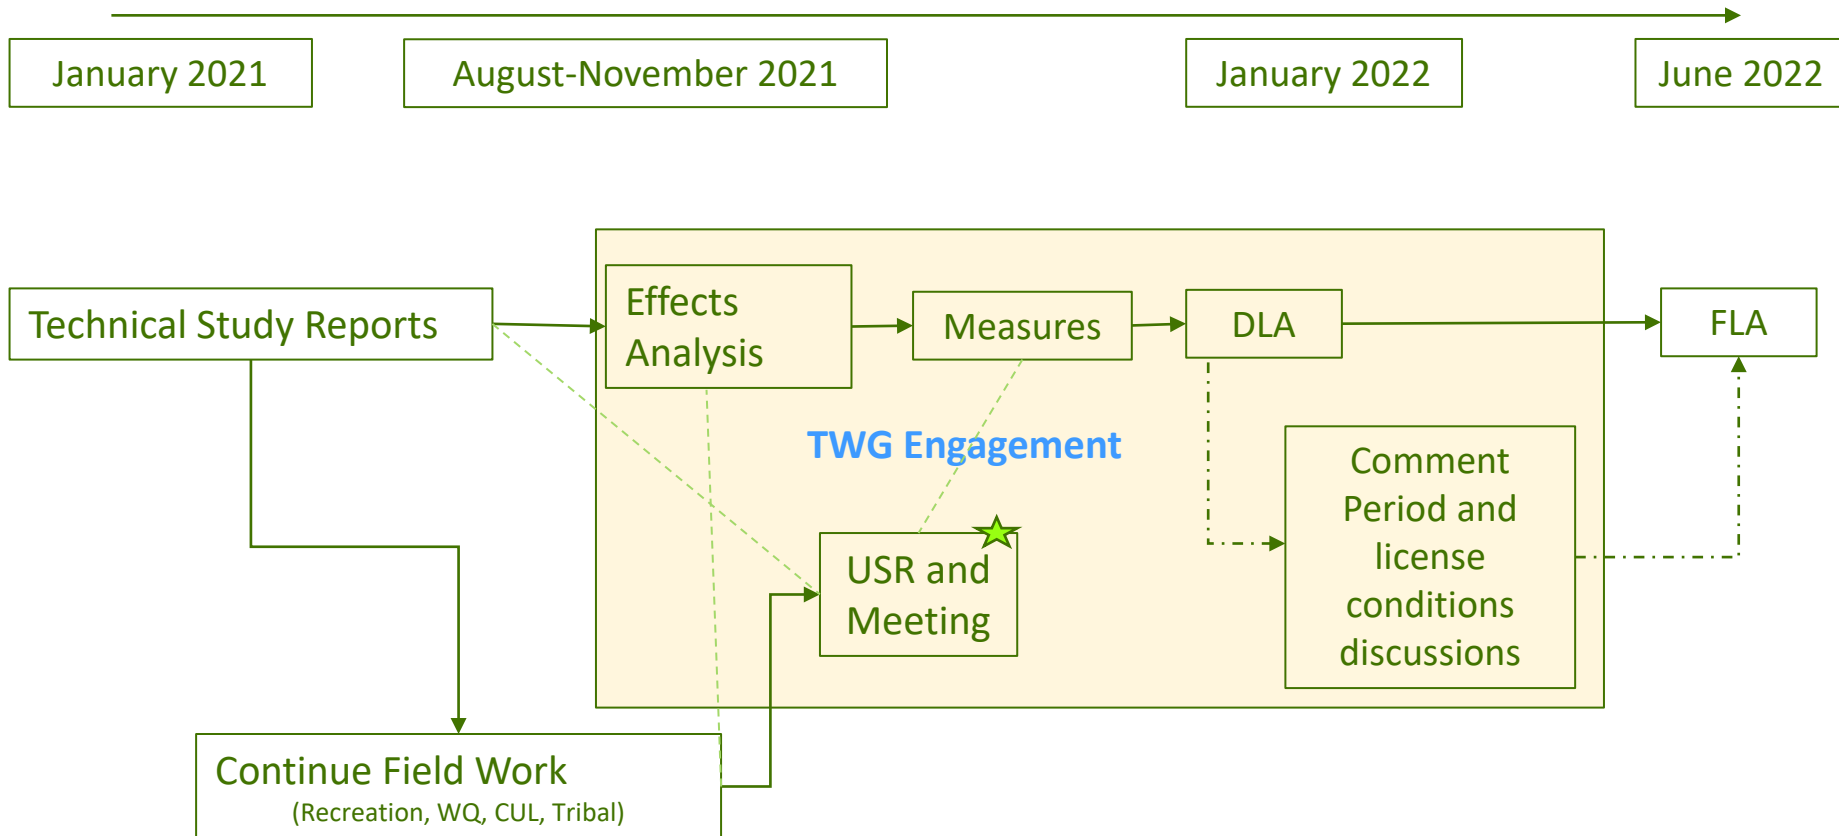 January 2021
August-November 2021
January 2022
June 2022
Technical Study Reports
Effects
Analysis
Measures
DLA
FLA
TWG Engagement
Comment
Period and
license
conditions
discussions
USR and
Meeting
Continue Field Work
(Recreation, WQ, CUL, Tribal)